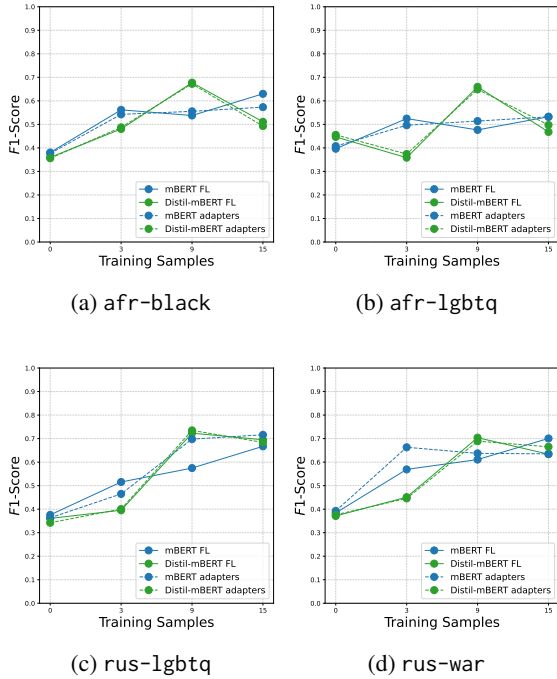 1.0
0.9
0.8
0.7
0.6
0.5
0.4
0.3
0.2
0.1
0.0
F1-Score
mBERT FL
Distil-mBERT FL
mBERT adapters
Distil-mBERT adapters
0 3 9 15
Training Samples
(a) afr-black
1.0
0.9
0.8
0.7
0.6
0.5
0.4
0.3
0.2
0.1
0.0
F1-Score
mBERT FL
Distil-mBERT FL
mBERT adapters
Distil-mBERT adapters
0 3 9 15
Training Samples
(b) afr-lgbtq
1.0
0.9
0.8
0.7
0.6
0.5
0.4
0.3
0.2
0.1
0.0
F1-Score
mBERT FL
Distil-mBERT FL
mBERT adapters
Distil-mBERT adapters
0 3 9 15
Training Samples
(c) rus-lgbtq
1.0
0.9
0.8
0.7
0.6
0.5
0.4
0.3
0.2
0.1
0.0
F1-Score
mBERT FL
Distil-mBERT FL
mBERT adapters
Distil-mBERT adapters
0 3 9 15
Training Samples
(d) rus-war